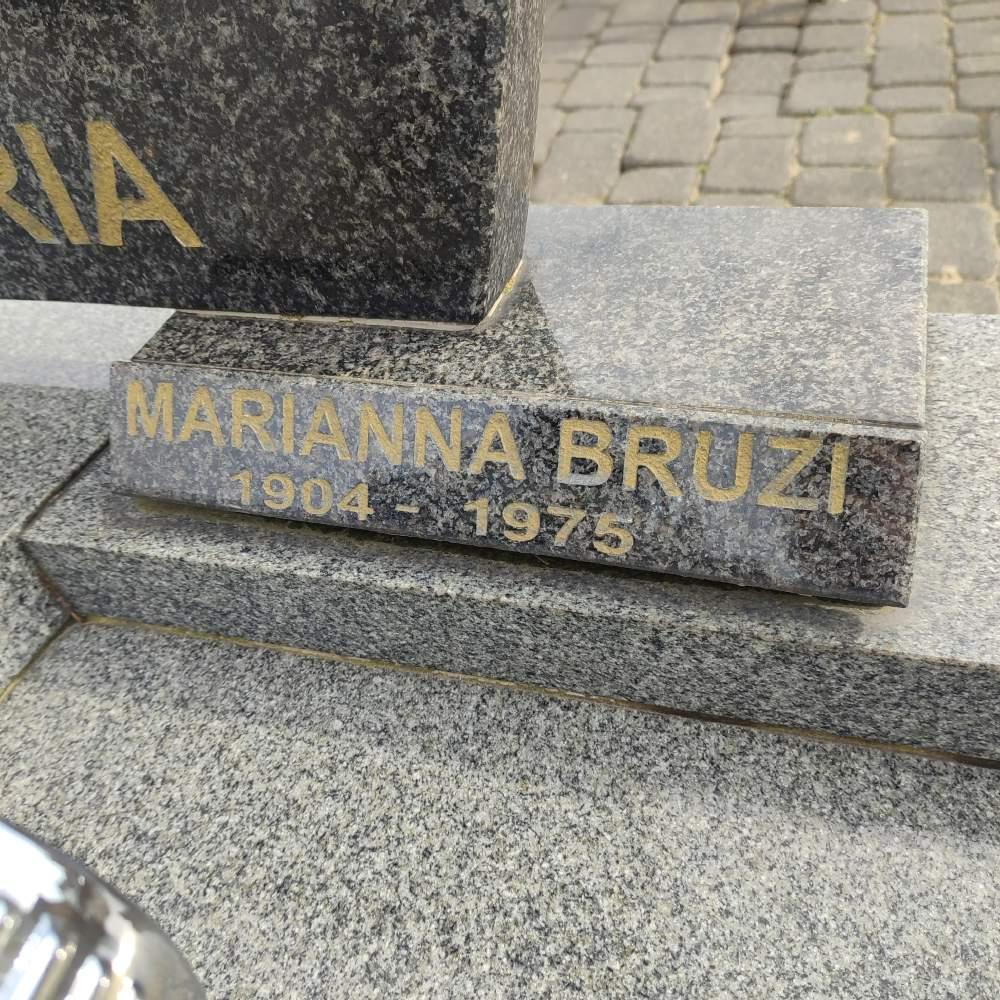 RIA
MARIANNA BRUZI
1904 - 1975